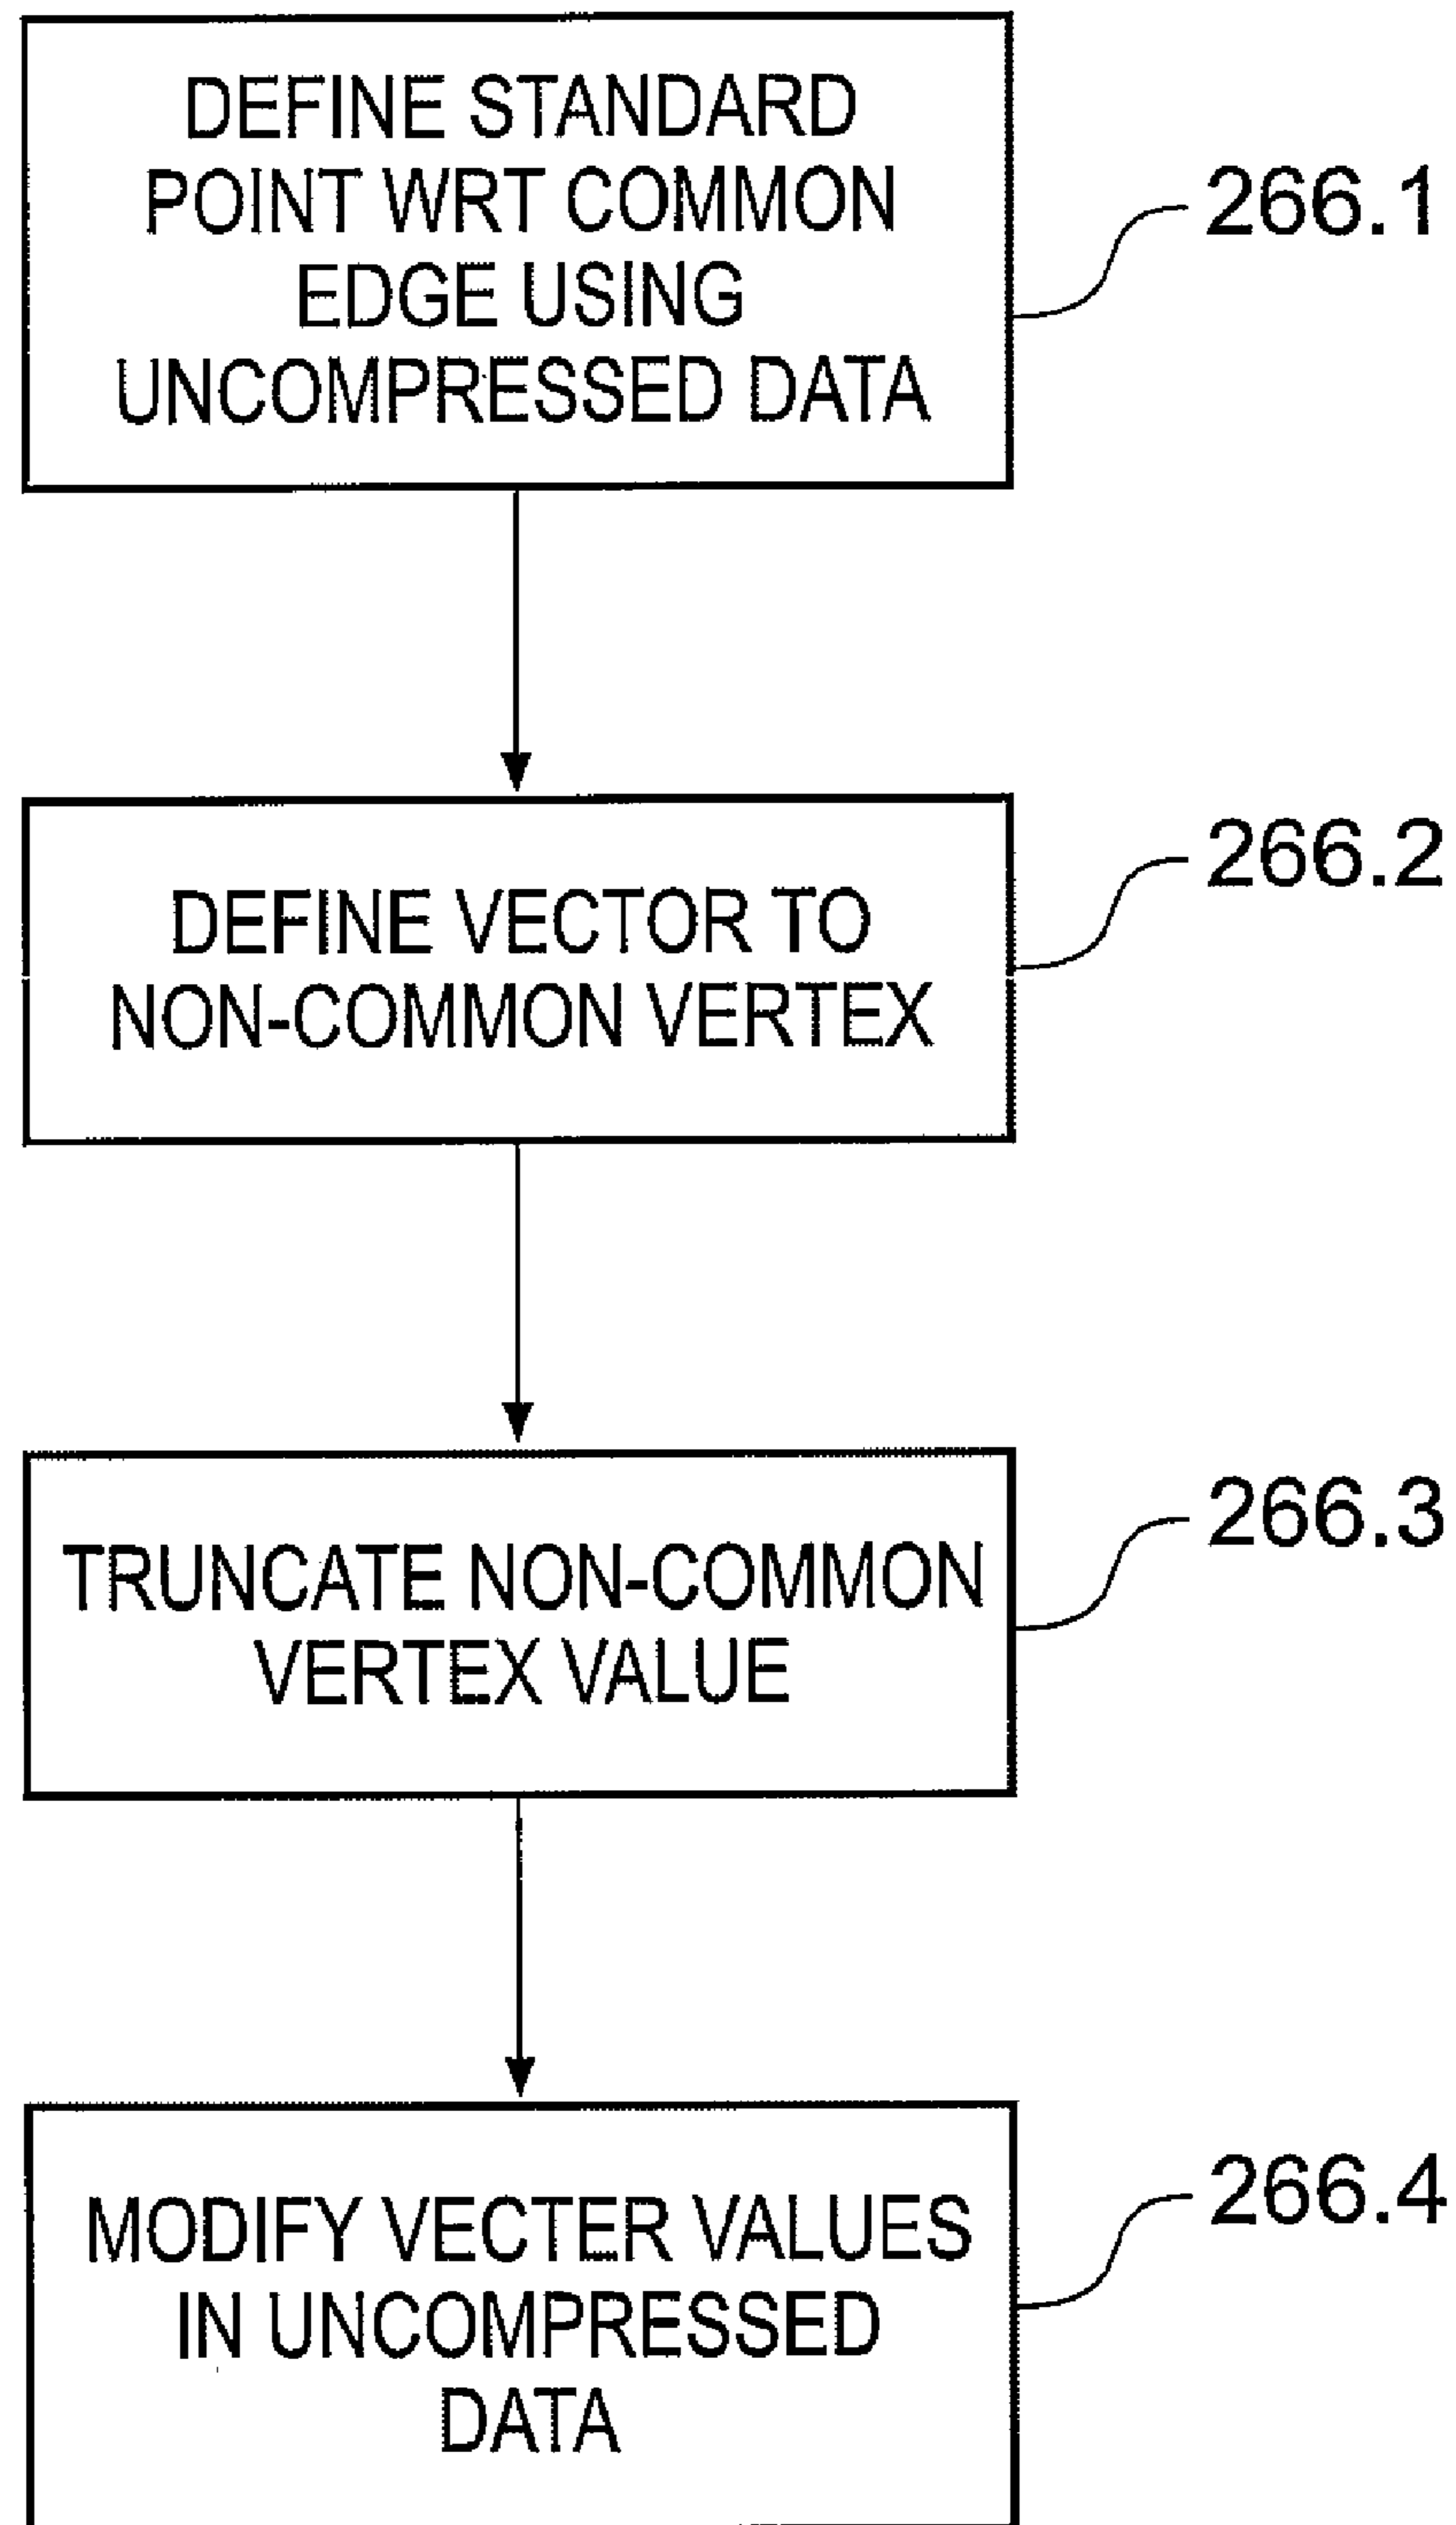 DEFINE STANDARD
POINT WRT COMMON
EDGE USING
UNCOMPRESSED DATA
266.1
DEFINE VECTOR TO
NON-COMMON VERTEX
266.2
TRUNCATE NON-COMMON
VERTEX VALUE
266.3
MODIFY VECTER VALUES
IN UNCOMPRESSED
DATA
266.4